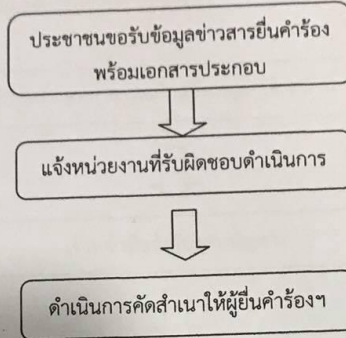 ประชาชนขอรับข้อมูลข่าวสารยื่นคำร้อง
พร้อมเอกสารประกอบ
แจ้งหน่วยงานที่รับผิดชอบดำเนินการ
ดำเนินการคัดสำเนาให้ผู้ยื่นคำร้องฯ